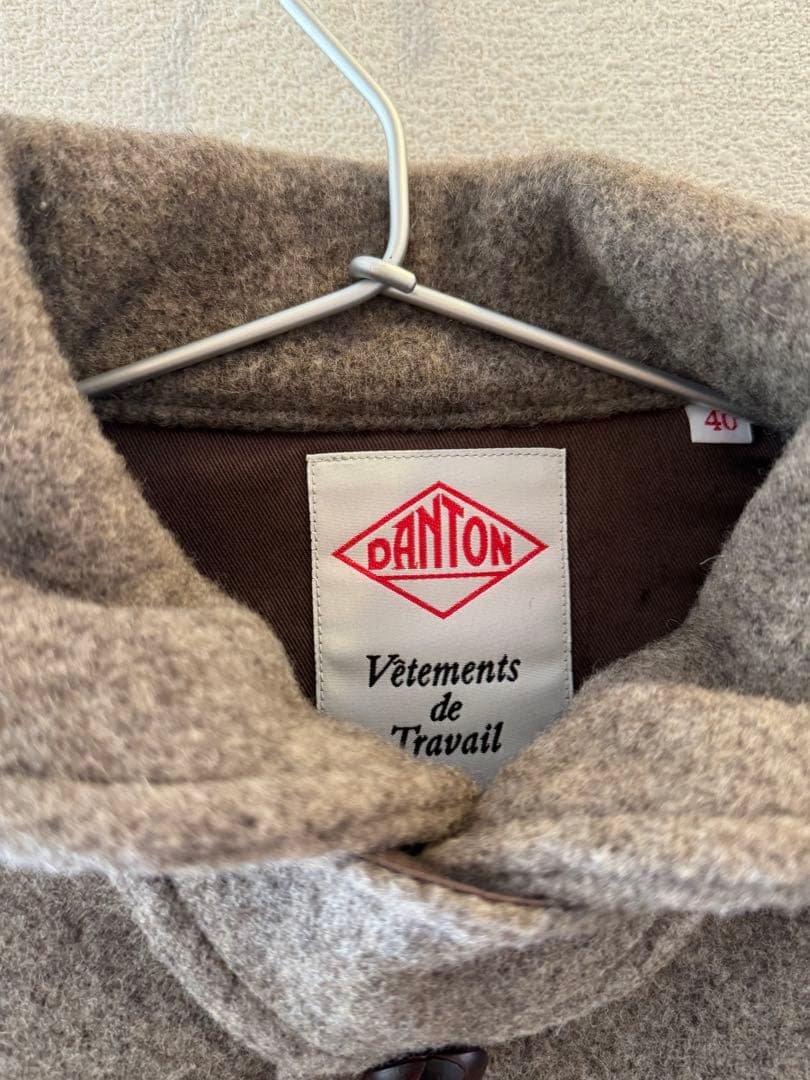 40
DANTON
Vêtements
de
Travail